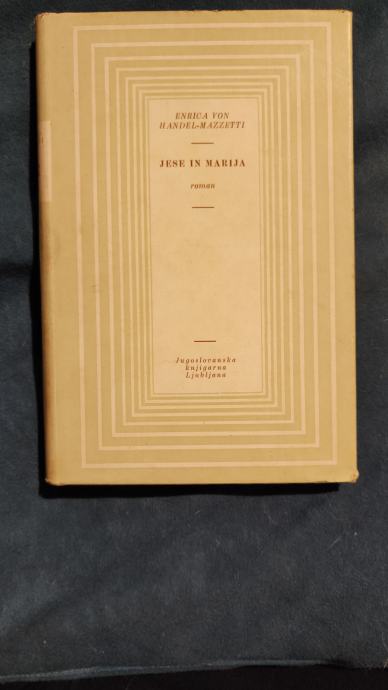 ENRICA VON
HANDEL-MAZZETTI
JESE IN MARIJA
roman
Jugoslovanska
knjigarna
Ljubljana